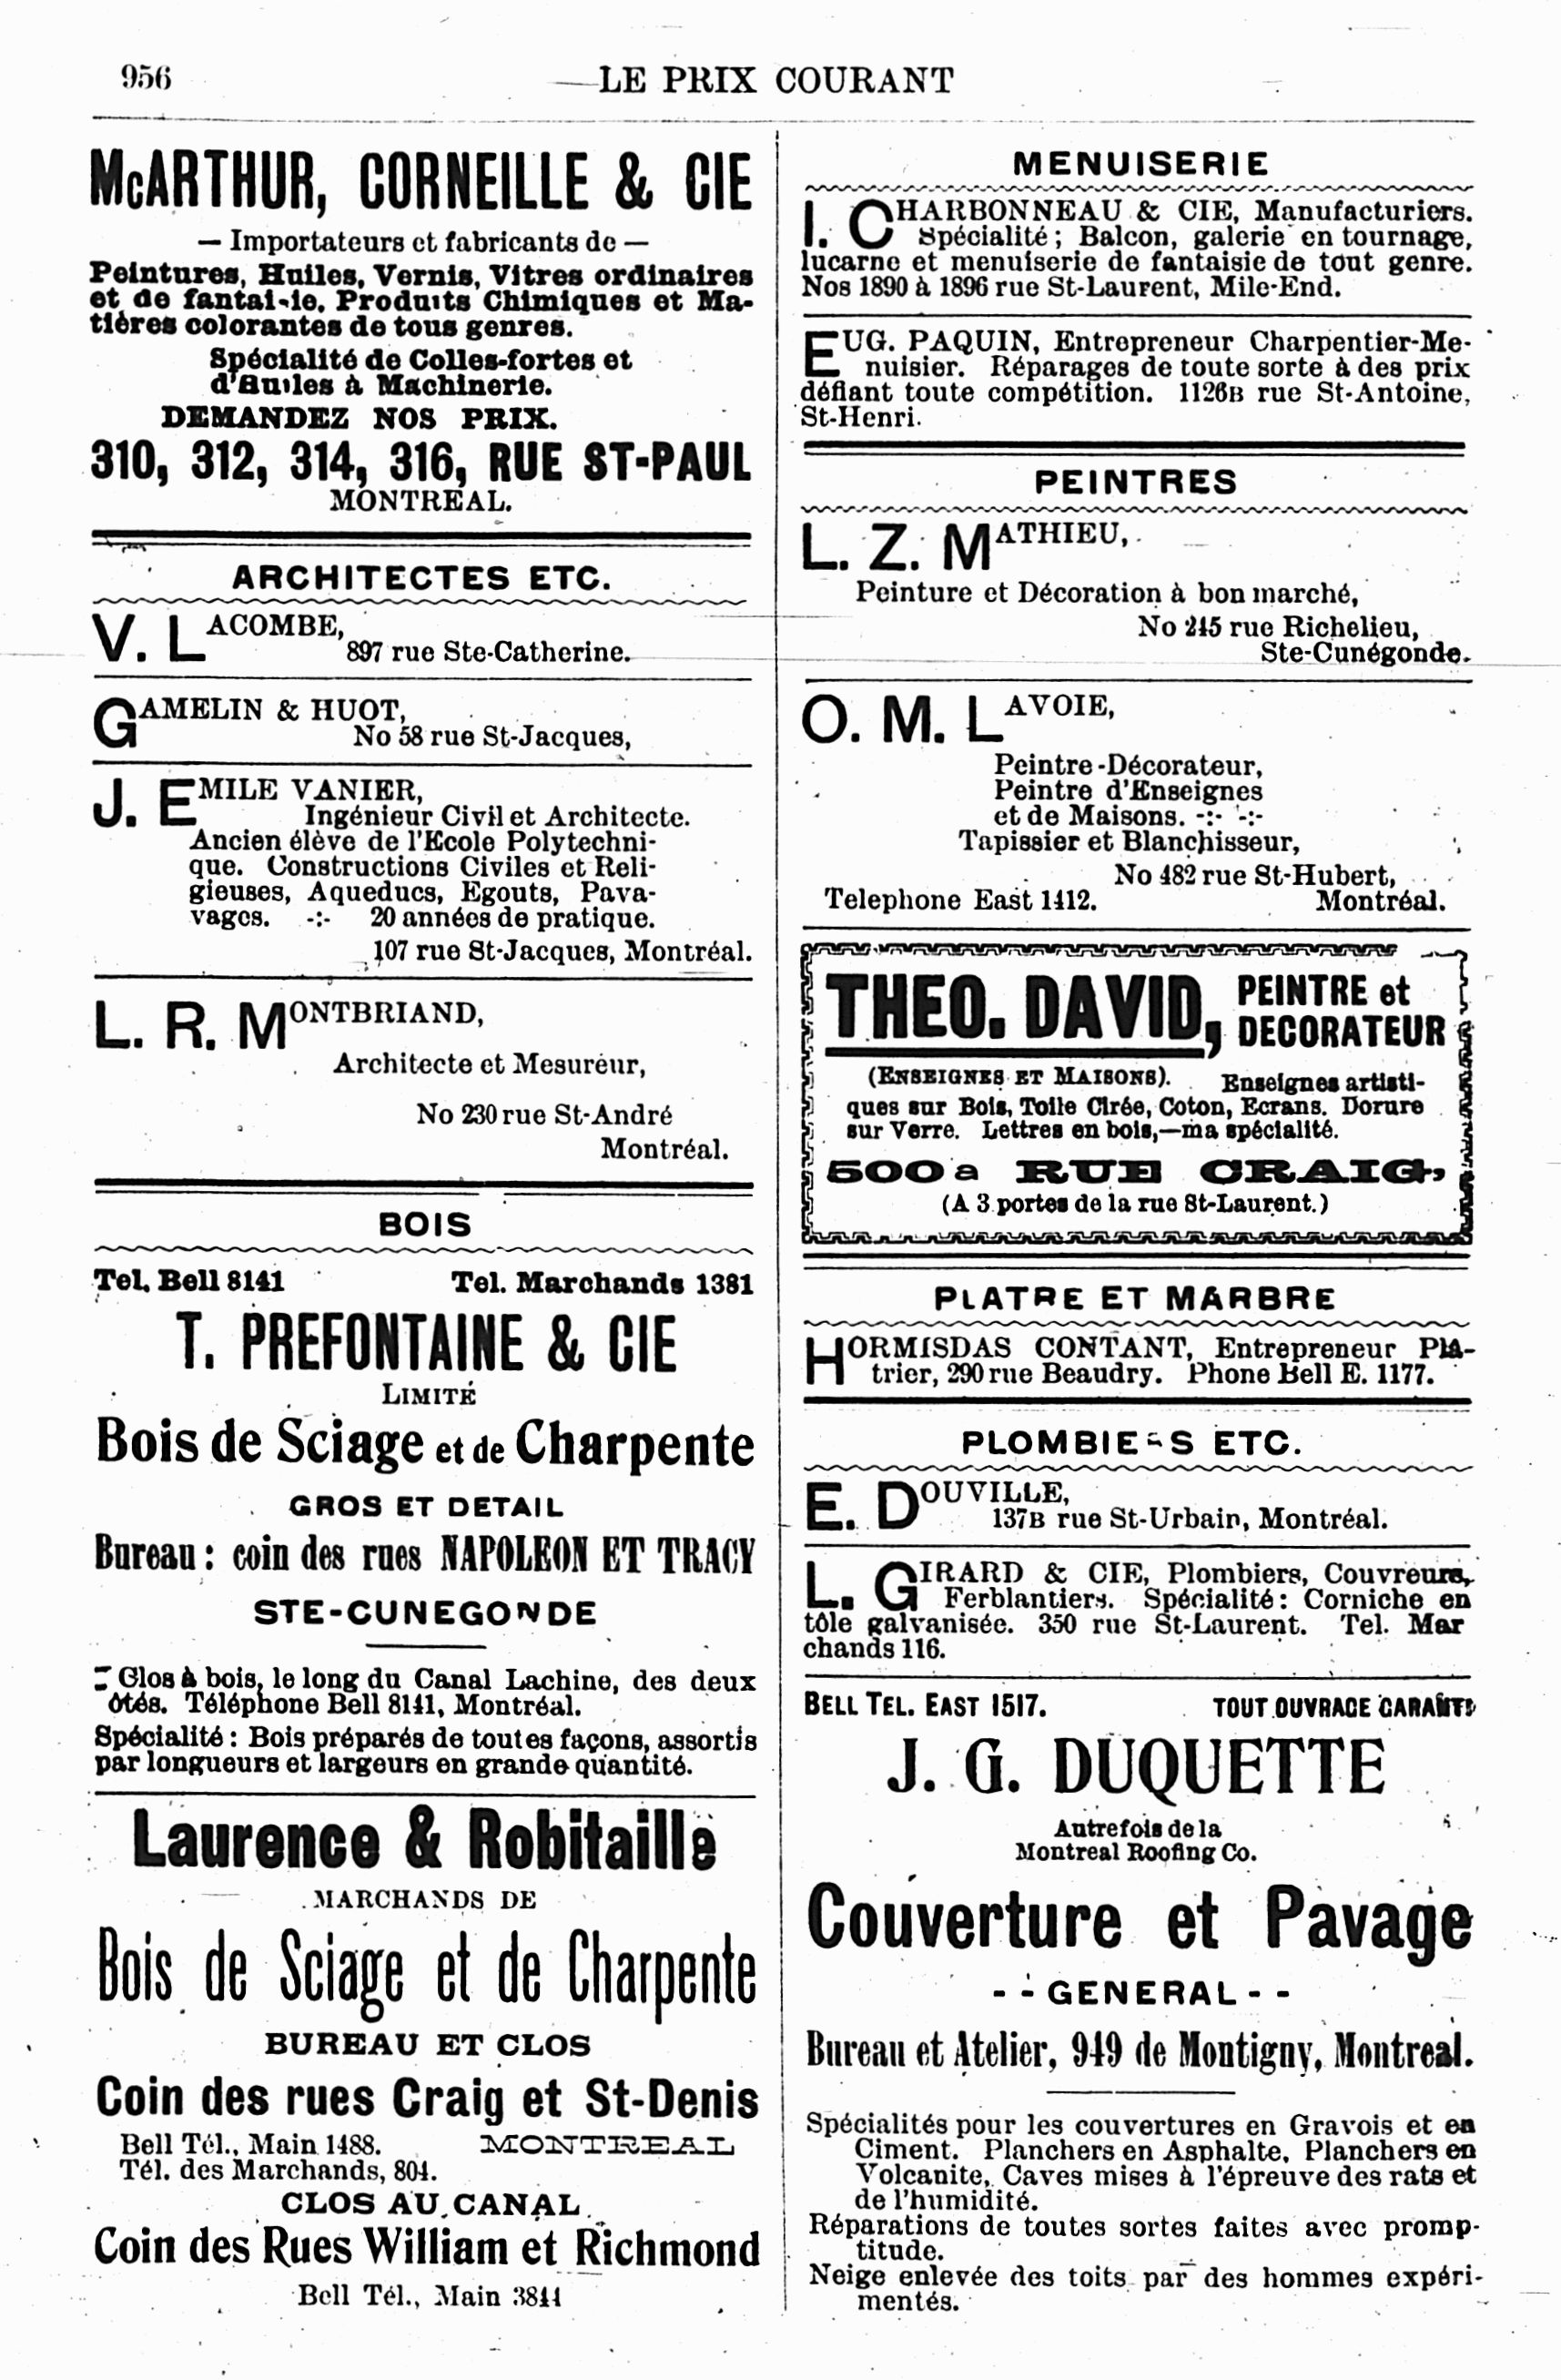 956
LE PRIX COURANT
McARTHUR, CORNEILLE & CIE
— Importateurs et fabricants de —
Peintures, Huiles, Vernis, Vitres ordinaires
et de fantaisie. Produits Chimiques et Ma-
tières colorantes de tous genres.
Spécialité de Colles-fortes et
d'Huiles à Machinerie.
DEMANDEZ NOS PRIX.
310, 312, 314, 316, RUE ST-PAUL
MONTREAL.
ARCHITECTES ETC.
V. LACOMBE,
897 rue Ste-Catherine.
GAMELIN & HUOT,
No 58 rue St-Jacques,
J. EMILE VANIER,
Ingénieur Civil et Architecte.
Ancien élève de l'Ecole Polytechni-
que. Constructions Civiles et Reli-
gieuses, Aqueducs, Egouts, Pava-
vages. -:- 20 années de pratique.
107 rue St-Jacques, Montréal.
L. R. MONTBRIAND,
Architecte et Mesureur,
No 230 rue St-André
Montréal.
BOIS
Tel. Bell 8141 Tel. Marchands 1381
T. PREFONTAINE & CIE
LIMITÉ
Bois de Sciage et de Charpente
GROS ET DETAIL
Bureau : coin des rues NAPOLEON ET TRACY
STE-CUNEGONDE
Clos à bois, le long du Canal Lachine, des deux
côtés. Téléphone Bell 8141, Montréal.
Spécialité : Bois préparés de toutes façons, assortis
par longueurs et largeurs en grande quantité.
Laurence & Robitaille
MARCHANDS DE
Bois de Sciage et de Charpente
BUREAU ET CLOS
Coin des rues Craig et St-Denis
Bell Tél., Main 1488. MONTREAL
Tél. des Marchands, 804.
CLOS AU CANAL
Coin des Rues William et Richmond
Bell Tél., Main 3844
MENUISERIE
I. CHARBONNEAU & CIE, Manufacturiers.
Spécialité ; Balcon, galerie en tournage,
lucarne et menuiserie de fantaisie de tout genre.
Nos 1890 à 1896 rue St-Laurent, Mile-End.
EUG. PAQUIN, Entrepreneur Charpentier-Me-
nuisier. Réparages de toute sorte à des prix
défiant toute compétition. 1126B rue St-Antoine,
St-Henri.
PEINTRES
L. Z. MATHIEU,
Peinture et Décoration à bon marché,
No 245 rue Richelieu,
Ste-Cunégonde.
O. M. LAVOIE,
Peintre-Décorateur,
Peintre d'Enseignes
et de Maisons. -:- -:-
Tapissier et Blanchisseur,
No 482 rue St-Hubert,
Telephone East 1412. Montréal.
THEO. DAVID, PEINTRE et
DECORATEUR
(ENSEIGNES ET MAISONS). Enseignes artisti-
ques sur Bois, Toile Cirée, Coton, Ecrans. Dorure
sur Verre. Lettres en bois,—ma spécialité.
500a RUE CRAIG,
(A 3 portes de la rue St-Laurent.)
PLATRE ET MARBRE
HORMISDAS CONTANT, Entrepreneur Plâ-
trier, 290 rue Beaudry. Phone Bell E. 1177.
PLOMBIERS ETC.
E. DOUVILLE,
137B rue St-Urbain, Montréal.
L. GIRARD & CIE, Plombiers, Couvreurs,
Ferblantiers. Spécialité : Corniche en
tôle galvanisée. 350 rue St-Laurent. Tel. Mar
chands 116.
BELL TEL. EAST 1517. TOUT OUVRAGE GARANTI
J. G. DUQUETTE
Autrefois de la
Montreal Roofing Co.
Couverture et Pavage
- - GENERAL - -
Bureau et Atelier, 949 de Montigny, Montreal.
Spécialités pour les couvertures en Gravois et en
Ciment. Planchers en Asphalte, Planchers en
Volcanite, Caves mises à l'épreuve des rats et
de l'humidité.
Réparations de toutes sortes faites avec promp-
titude.
Neige enlevée des toits par des hommes expéri-
mentés.